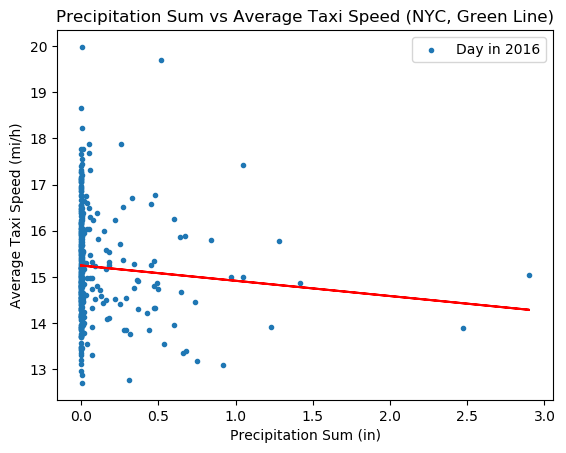 Precipitation Sum vs Average Taxi Speed (NYC, Green Line)
Day in 2016
Average Taxi Speed (mi/h)
20
19
18
17
16
15
14
13
0.0 0.5 1.0 1.5 2.0 2.5 3.0
Precipitation Sum (in)